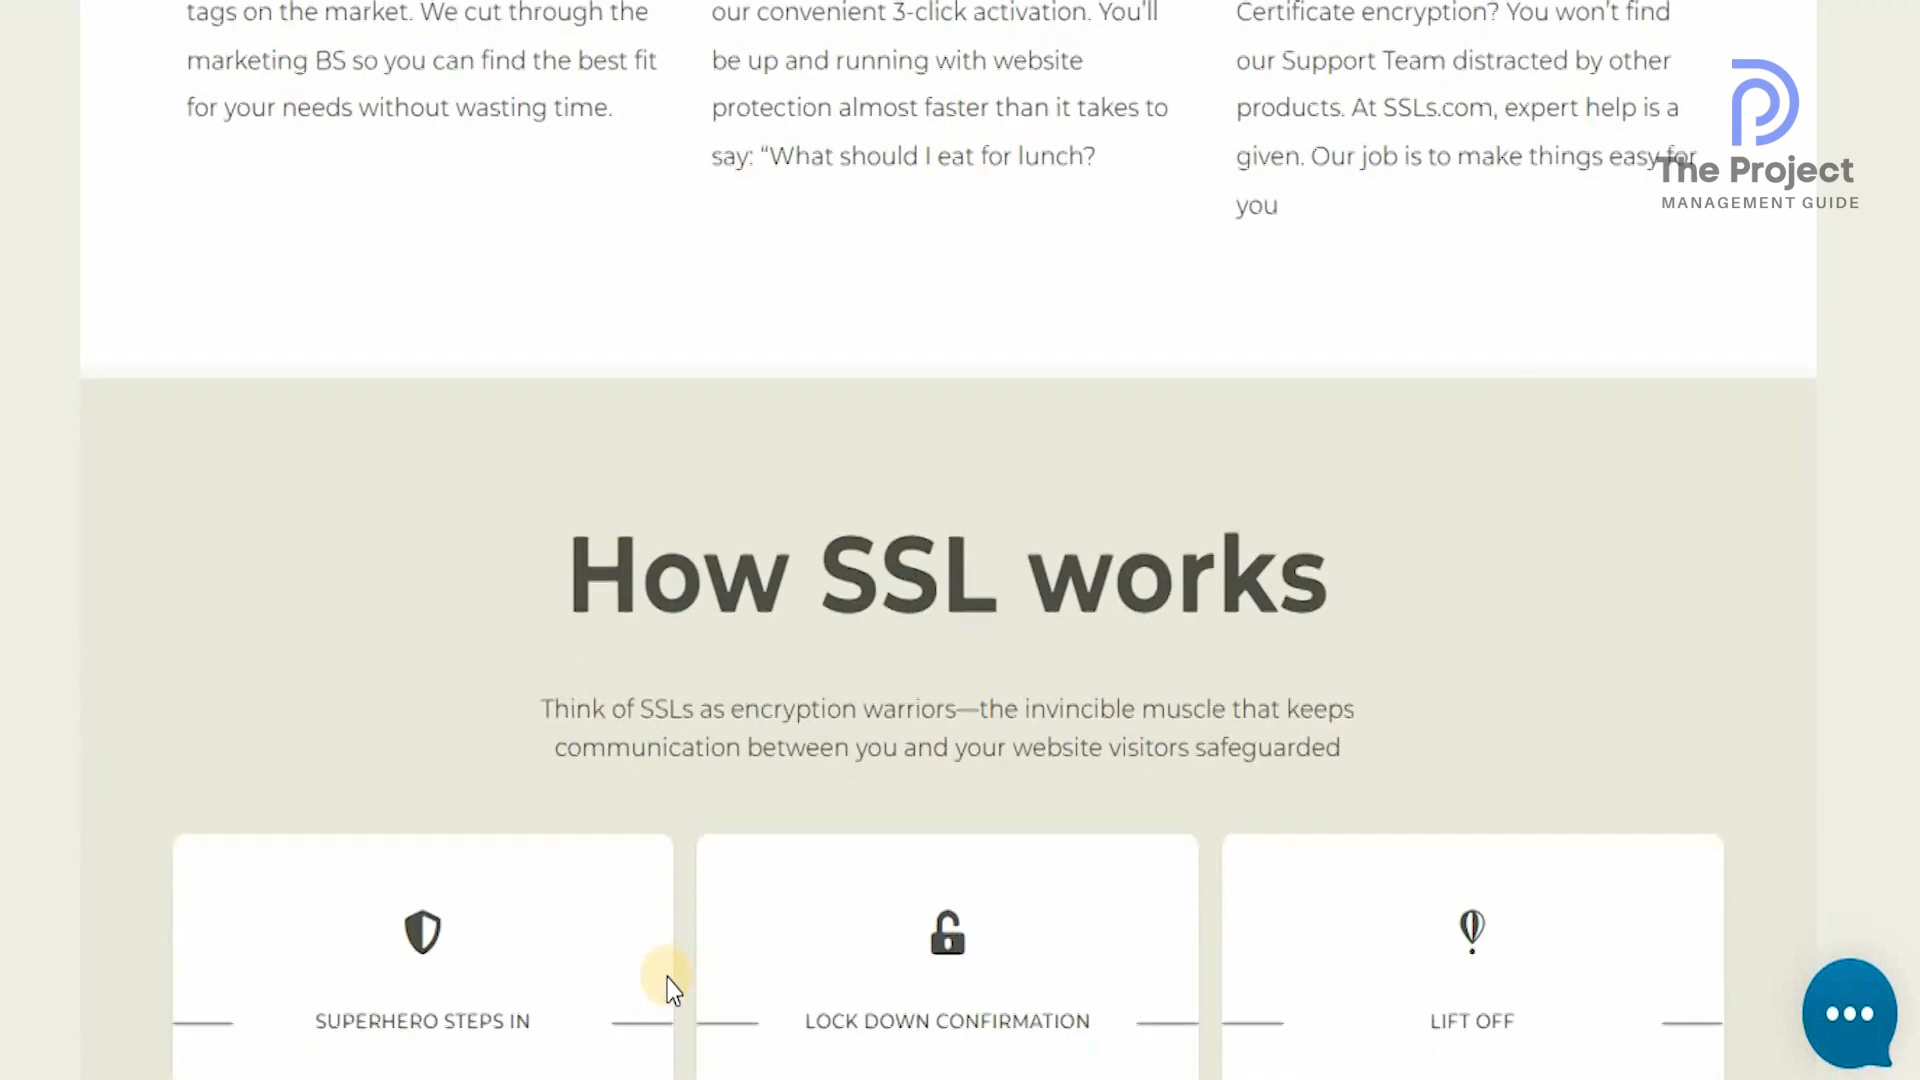 tags on the market. We cut through the
marketing BS so you can find the best fit
for your needs without wasting time.
our convenient 3-click activation. You'll
be up and running with website
protection almost faster than it takes to
say: “What should I eat for lunch?
Certificate encryption? You won't find
our Support Team distracted by other
products. At SSLs.com, expert help is a
given. Our job is to make things easy for
you
The Project
MANAGEMENT GUIDE
How SSL works
Think of SSLs as encryption warriors—the invincible muscle that keeps
communication between you and your website visitors safeguarded
SUPERHERO STEPS IN
LOCK DOWN CONFIRMATION
LIFT OFF